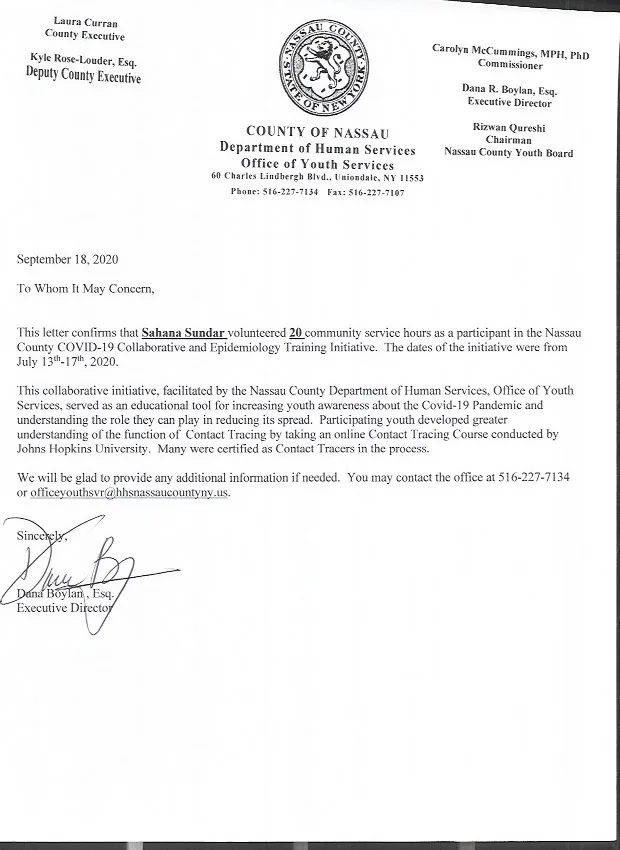 Laura Curran
County Executive
Kyle Rose-Louder, Esq.
Deputy County Executive
NASSAU COUNTY
STATE OF NEW YORK
Carolyn McCummings, MPH, PhD
Commissioner
Dana R. Boylan, Esq.
Executive Director
Rizwan Qureshi
Chairman
Nassau County Youth Board
COUNTY OF NASSAU
Department of Human Services
Office of Youth Services
60 Charles Lindbergh Blvd., Uniondale, NY 11553
Phone: 516-227-7134 Fax: 516-227-7107
September 18, 2020
To Whom It May Concern,
This letter confirms that Sahana Sundar volunteered 20 community service hours as a participant in the Nassau
County COVID-19 Collaborative and Epidemiology Training Initiative. The dates of the initiative were from
July 13th-17th, 2020.
This collaborative initiative, facilitated by the Nassau County Department of Human Services, Office of Youth
Services, served as an educational tool for increasing youth awareness about the Covid-19 Pandemic and
understanding the role they can play in reducing its spread. Participating youth developed greater
understanding of the function of Contact Tracing by taking an online Contact Tracing Course conducted by
Johns Hopkins University. Many were certified as Contact Tracers in the process.
We will be glad to provide any additional information if needed. You may contact the office at 516-227-7134
or officeyouthsvr@hhsnassaucountyny.us.
Sincerely,
Dana Boylan, Esq.
Executive Director